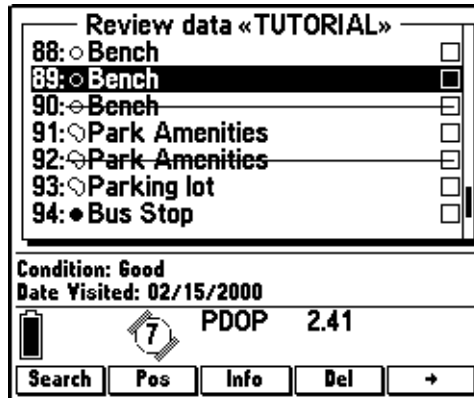 Review data «TUTORIAL»
88: Bench
89: Bench
90: Bench
91: Park Amenities
92: Park Amenities
93: Parking lot
94: Bus Stop
Condition: Good
Date Visited: 02/15/2000
7 PDOP 2.41
Search Pos Info Del →